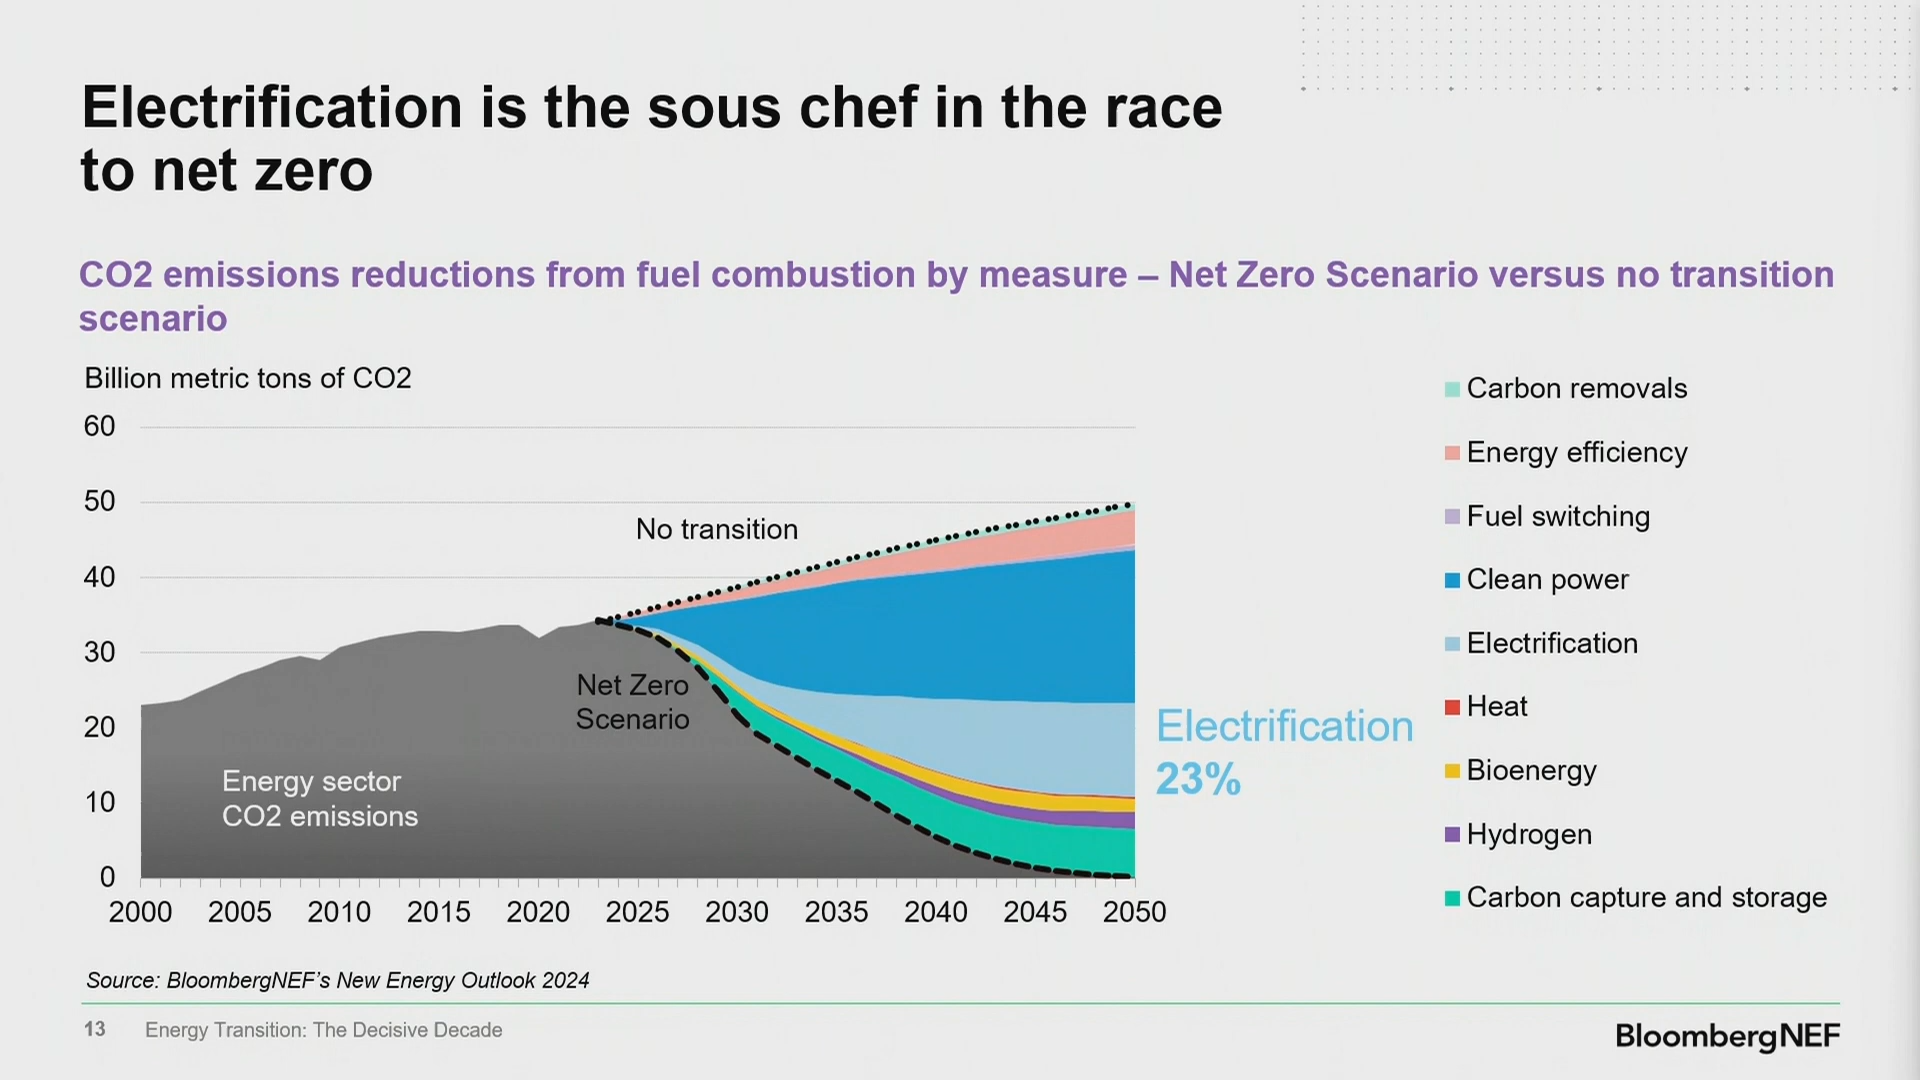 Electrification is the sous chef in the race
to net zero
CO2 emissions reductions from fuel combustion by measure – Net Zero Scenario versus no transition
scenario
Billion metric tons of CO2
60
50
40
30
20
10
0
No transition
Net Zero
Scenario
Energy sector
CO2 emissions
Electrification
23%
2000 2005 2010 2015 2020 2025 2030 2035 2040 2045 2050
Carbon removals
Energy efficiency
Fuel switching
Clean power
Electrification
Heat
Bioenergy
Hydrogen
Carbon capture and storage
Source: BloombergNEF’s New Energy Outlook 2024
13 Energy Transition: The Decisive Decade
BloombergNEF